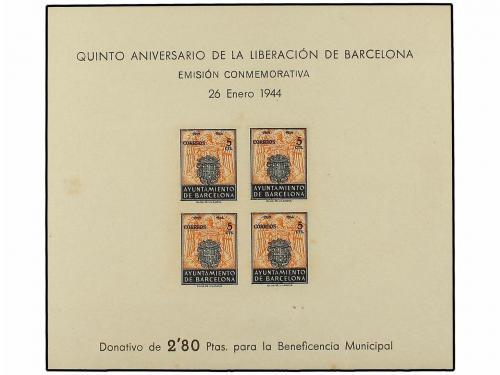 QUINTO ANIVERSARIO DE LA LIBERACIÓN DE BARCELONA
EMISIÓN CONMEMORATIVA
26 Enero 1944
CORREOS 5 CTS.
AYUNTAMIENTO
DE BARCELONA
CORREOS 5 CTS.
AYUNTAMIENTO
DE BARCELONA
CORREOS 5 CTS.
AYUNTAMIENTO
DE BARCELONA
CORREOS 5 CTS.
AYUNTAMIENTO
DE BARCELONA
Donativo de 2'80 Ptas. para la Beneficencia Municipal